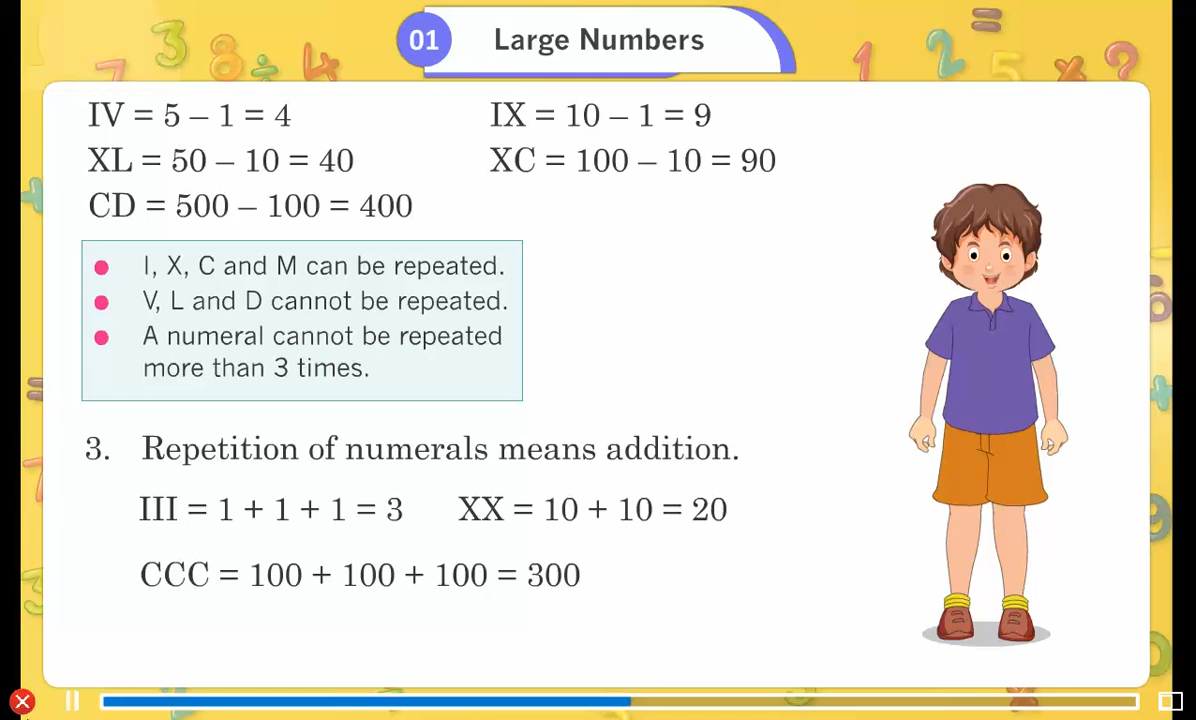 01 Large Numbers
IV = 5 – 1 = 4 IX = 10 – 1 = 9
XL = 50 – 10 = 40 XC = 100 – 10 = 90
CD = 500 – 100 = 400
● I, X, C and M can be repeated.
● V, L and D cannot be repeated.
● A numeral cannot be repeated
more than 3 times.
3. Repetition of numerals means addition.
III = 1 + 1 + 1 = 3 XX = 10 + 10 = 20
CCC = 100 + 100 + 100 = 300